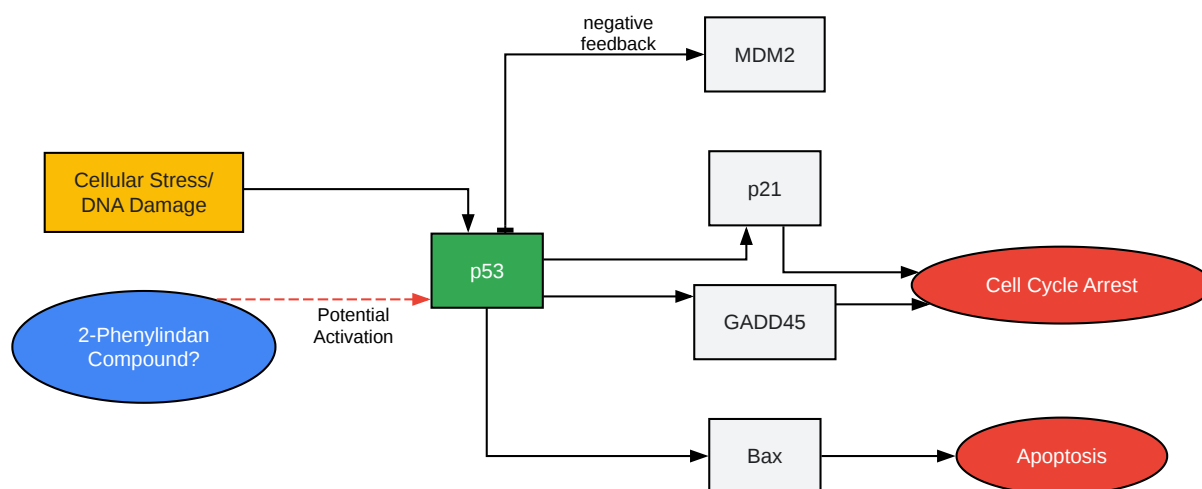 negative
feedback
MDM2
Cellular Stress/
DNA Damage
p21
p53
2-Phenylindan
Compound?
Potential
Activation
GADD45
Cell Cycle Arrest
Bax
Apoptosis